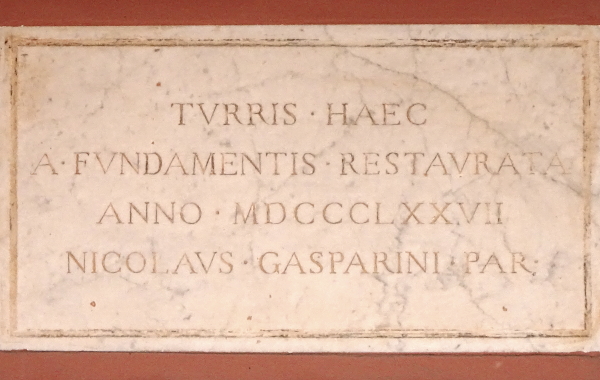 TVRRIS · HAEC
A · FVNDAMENTIS · RESTAVRATA
ANNO · MDCCCLXXVII
NICOLAVS · GASPARINI · PAR·